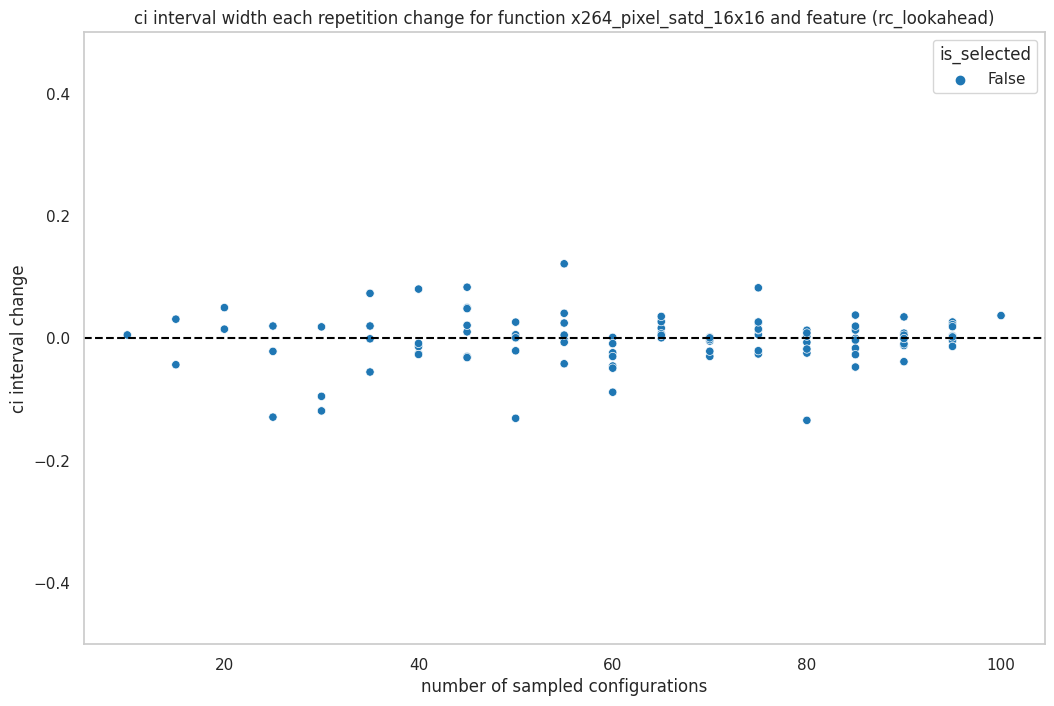 ci interval width each repetition change for function x264_pixel_satd_16x16 and feature (rc_lookahead)
is_selected
False
0.4
0.2
0.0
−0.2
−0.4
ci interval change
20 40 60 80 100
number of sampled configurations